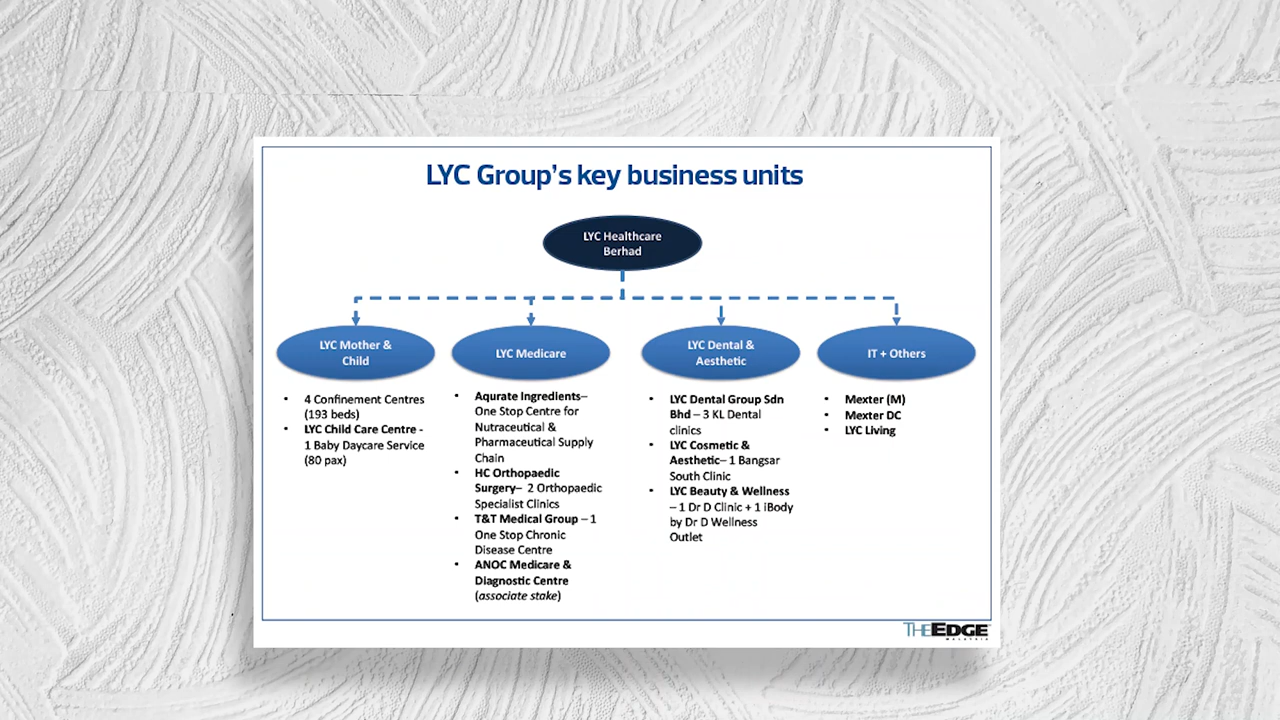 LYC Group's key business units
LYC Healthcare
Berhad
LYC Mother &
Child
• 4 Confinement Centres
(193 beds)
• LYC Child Care Centre -
1 Baby Daycare Service
(80 pax)
LYC Medicare
• Aqurate Ingredients–
One Stop Centre for
Nutraceutical &
Pharmaceutical Supply
Chain
• HC Orthopaedic
Surgery– 2 Orthopaedic
Specialist Clinics
• T&T Medical Group – 1
One Stop Chronic
Disease Centre
• ANOC Medicare &
Diagnostic Centre
(associate stake)
LYC Dental &
Aesthetic
• LYC Dental Group Sdn
Bhd – 3 KL Dental
clinics
• LYC Cosmetic &
Aesthetic– 1 Bangsar
South Clinic
• LYC Beauty & Wellness
– 1 Dr D Clinic + 1 iBody
by Dr D Wellness
Outlet
IT + Others
• Mexter (M)
• Mexter DC
• LYC Living
THE EDGE
MALAYSIA